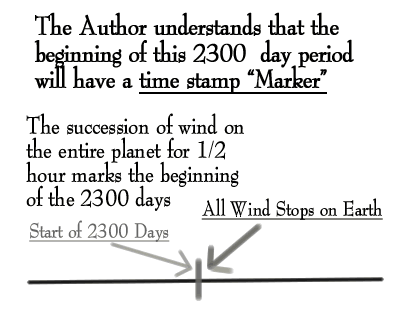 The Author understands that the
beginning of this 2300 day period
will have a time stamp “Marker”
The succession of wind on
the entire planet for 1/2
hour marks the beginning
of the 2300 days
All Wind Stops on Earth
Start of 2300 Days